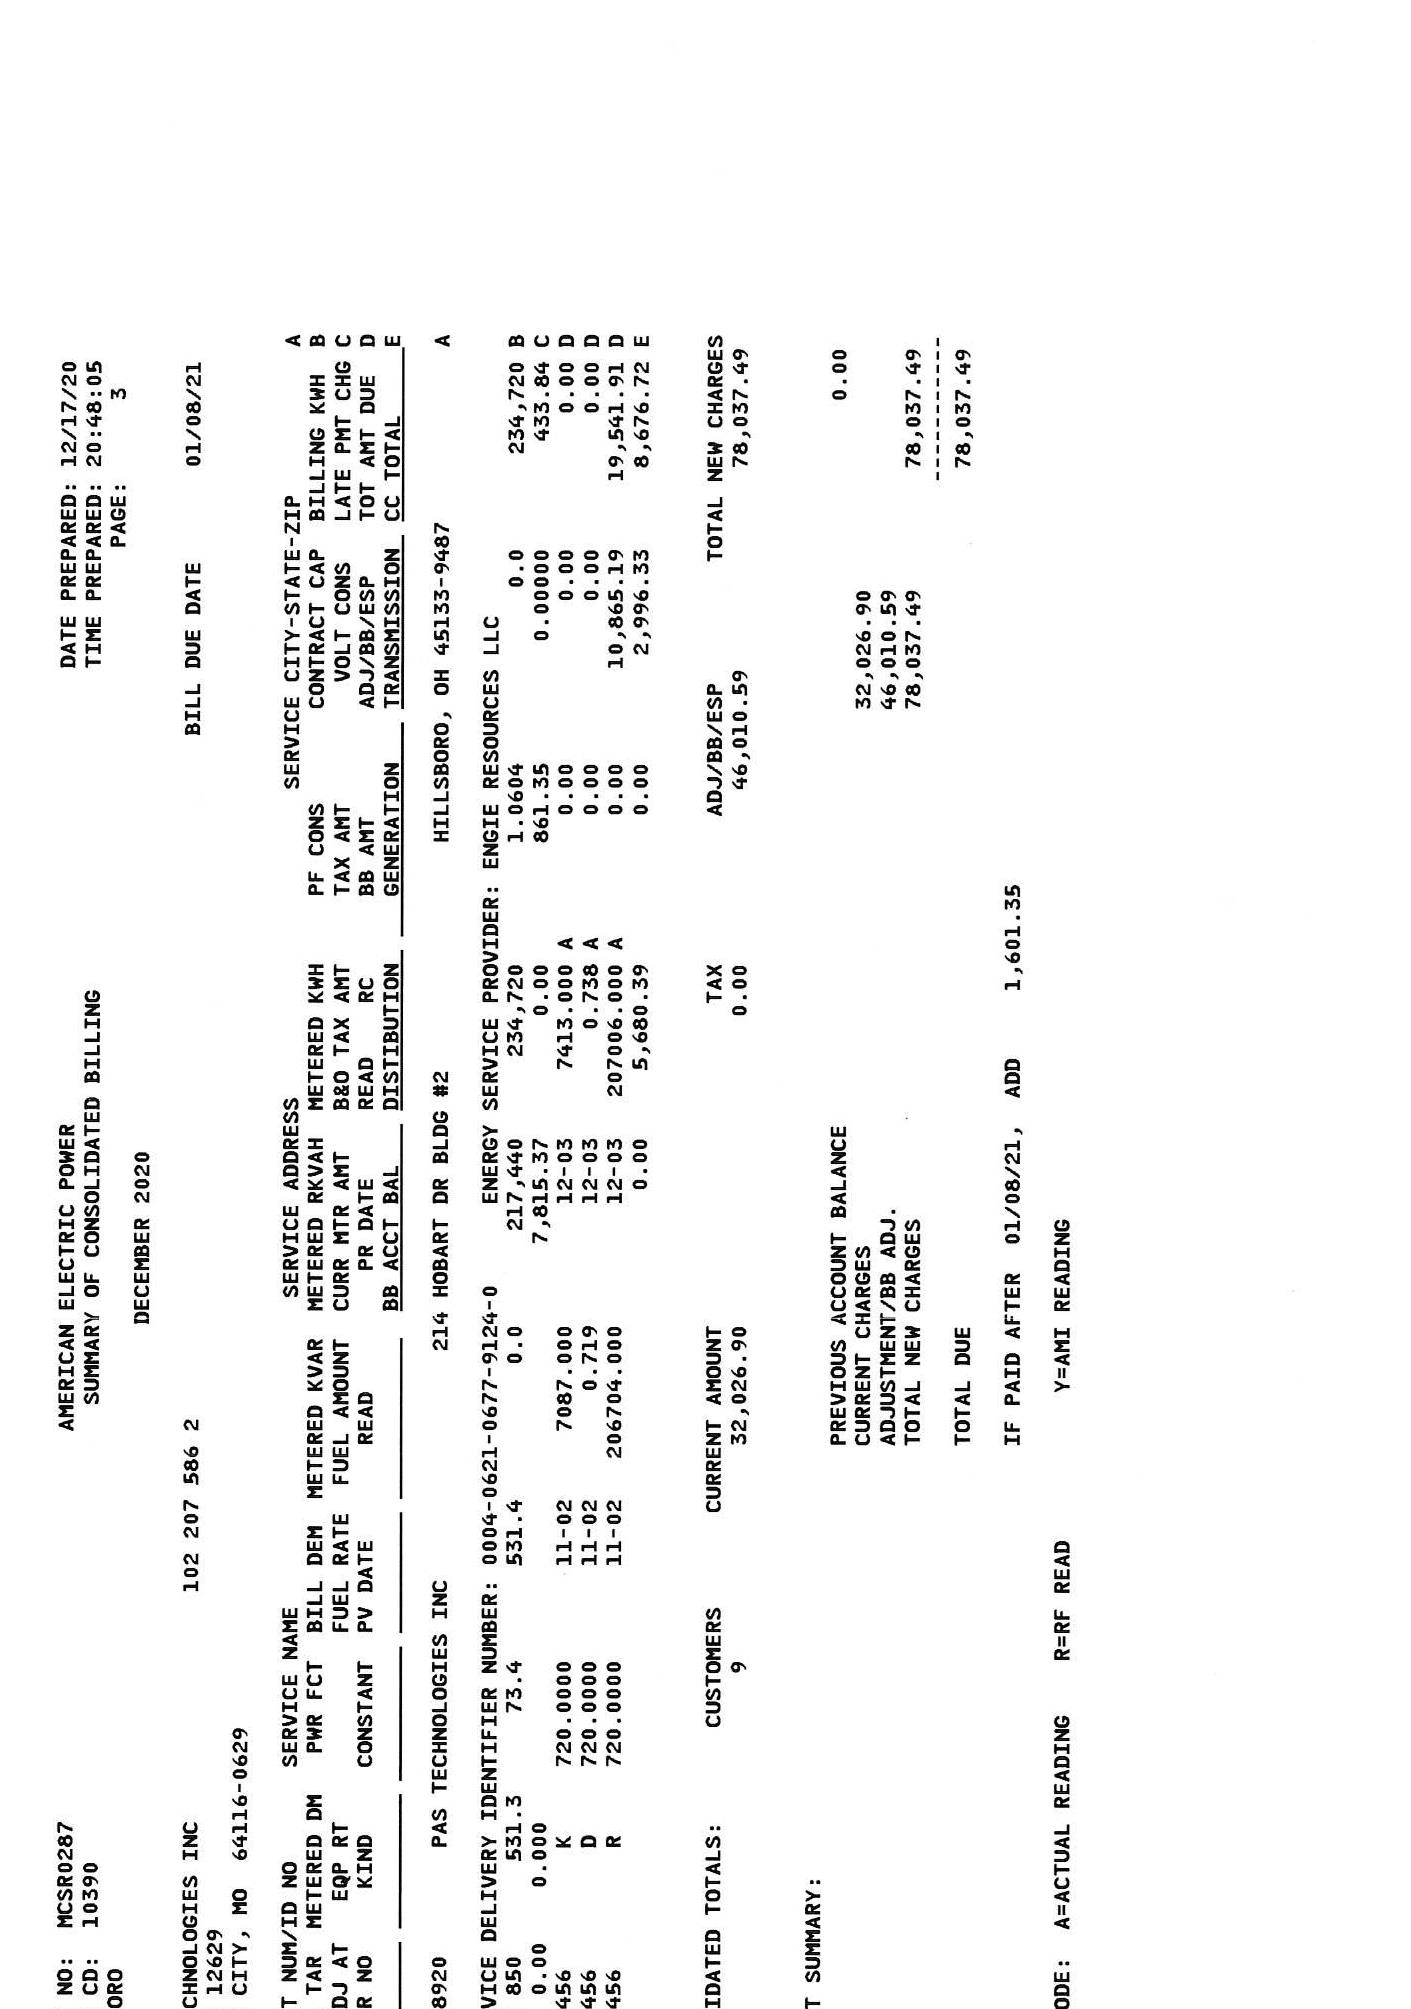 NO: MCSR0287 AMERICAN ELECTRIC POWER DATE PREPARED: 12/17/20
CD: 10390 SUMMARY OF CONSOLIDATED BILLING TIME PREPARED: 20:48:05
ORO PAGE: 3
DECEMBER 2020
CHNOLOGIES INC 102 207 586 2 BILL DUE DATE 01/08/21
12629
CITY, MO 64116-0629
T NUM/ID NO SERVICE NAME SERVICE ADDRESS SERVICE CITY-STATE-ZIP A
TAR METERED DM PWR FCT BILL DEM METERED KVAR METERED RKVAH METERED KWH PF CONS CONTRACT CAP BILLING KWH B
DJ AT EQP RT FUEL RATE FUEL AMOUNT CURR MTR AMT B&O TAX AMT TAX AMT VOLT CONS LATE PMT CHG C
R NO KIND CONSTANT PV DATE READ PR DATE READ RC BB AMT ADJ/BB/ESP TOT AMT DUE D
BB ACCT BAL DISTIBUTION GENERATION TRANSMISSION CC TOTAL E
8920 PAS TECHNOLOGIES INC 214 HOBART DR BLDG #2 HILLSBORO, OH 45133-9487 A
VICE DELIVERY IDENTIFIER NUMBER: 0004-0621-0677-9124-0 ENERGY SERVICE PROVIDER: ENGIE RESOURCES LLC
850 531.3 73.4 531.4 0.0 217,440 234,720 1.0604 0.0 234,720 B
0.00 0.000 7,815.37 0.00 861.35 0.00000 433.84 C
456 K 720.0000 11-02 7087.000 12-03 7413.000 A 0.00 0.00 0.00 D
456 D 720.0000 11-02 0.719 12-03 0.738 A 0.00 0.00 0.00 D
456 R 720.0000 11-02 206704.000 12-03 207006.000 A 0.00 10,865.19 19,541.91 D
0.00 5,680.39 0.00 2,996.33 8,676.72 E
IDATED TOTALS: CUSTOMERS CURRENT AMOUNT TAX ADJ/BB/ESP TOTAL NEW CHARGES
9 32,026.90 0.00 46,010.59 78,037.49
T SUMMARY:
PREVIOUS ACCOUNT BALANCE 0.00
CURRENT CHARGES 32,026.90
ADJUSTMENT/BB ADJ. 46,010.59
TOTAL NEW CHARGES 78,037.49 78,037.49
------------
TOTAL DUE 78,037.49
IF PAID AFTER 01/08/21, ADD 1,601.35
ODE: A=ACTUAL READING R=RF READ Y=AMI READING